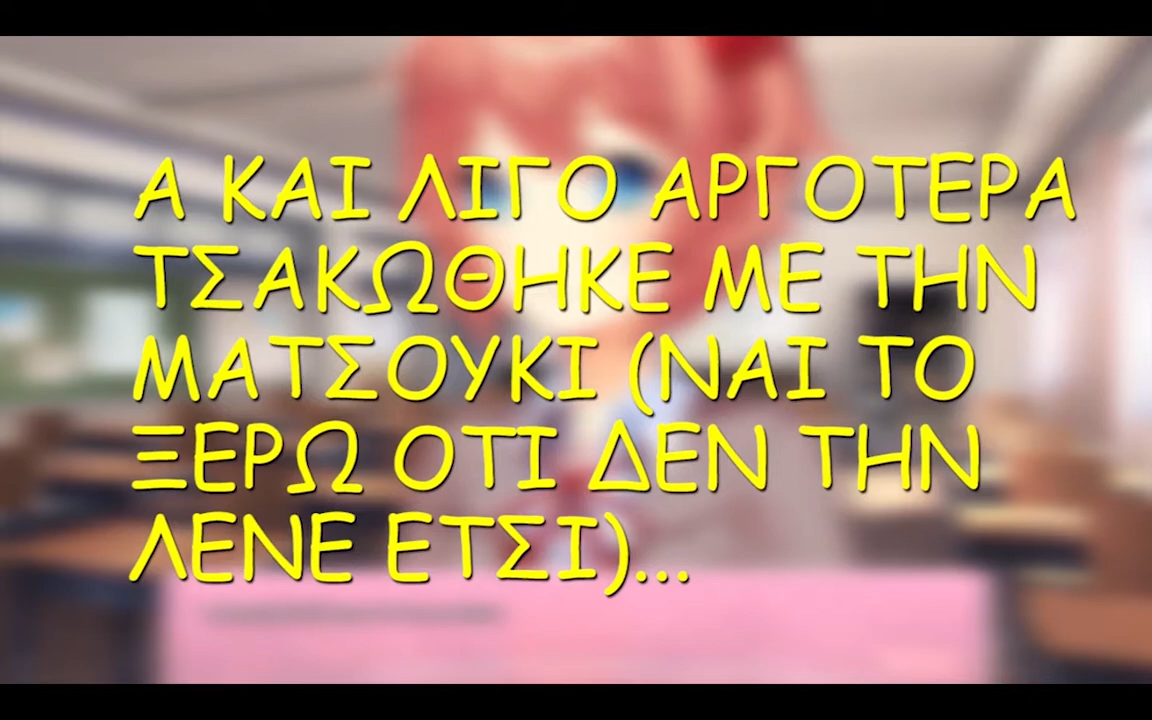 Α ΚΑΙ ΛΙΓΟ ΑΡΓΟΤΕΡΑ
ΤΣΑΚΩΘΗΚΕ ΜΕ ΤΗΝ
ΜΑΤΣΟΥΚΙ (ΝΑΙ ΤΟ
ΞΕΡΩ ΟΤΙ ΔΕΝ ΤΗΝ
ΛΕΝΕ ΕΤΣΙ)...